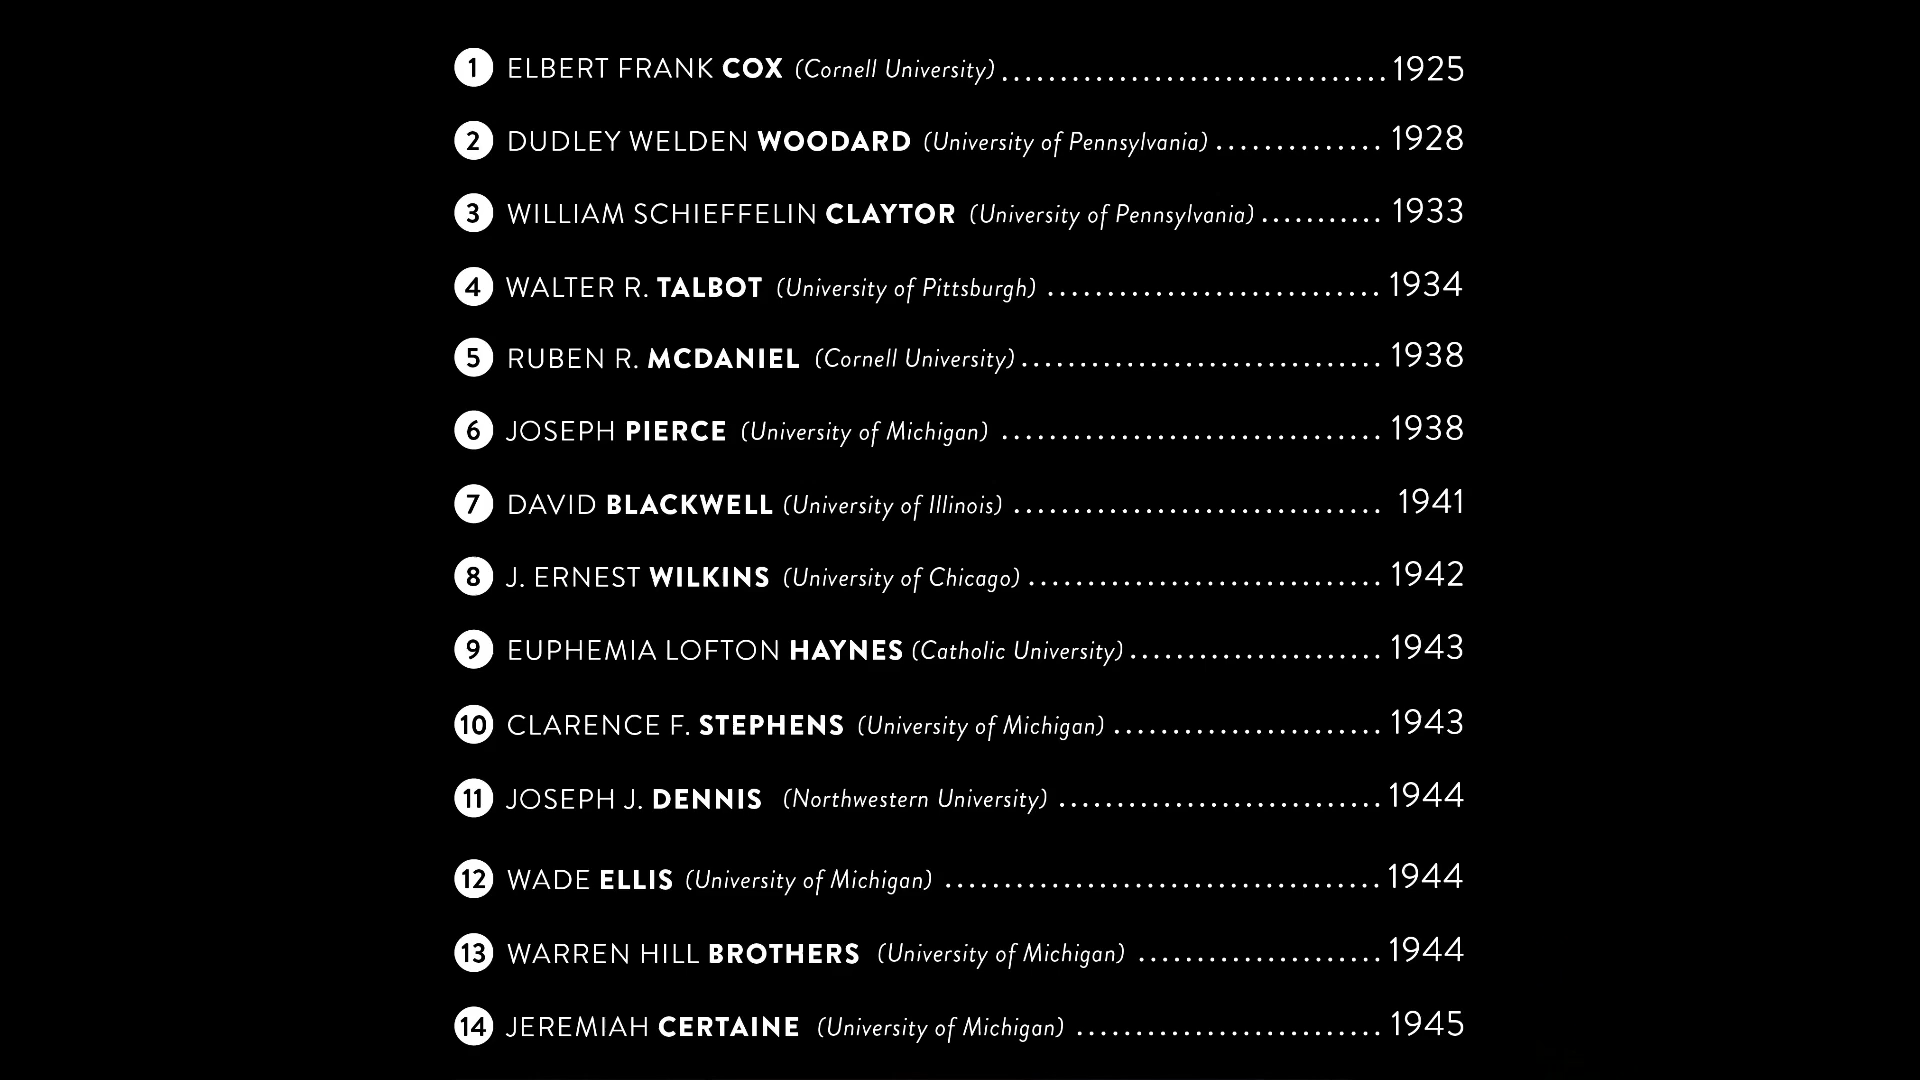 1 ELBERT FRANK COX (Cornell University) ................................ 1925
2 DUDLEY WELDEN WOODARD (University of Pennsylvania) .............. 1928
3 WILLIAM SCHIEFFELIN CLAYTOR (University of Pennsylvania) .......... 1933
4 WALTER R. TALBOT (University of Pittsburgh) ............................ 1934
5 RUBEN R. MCDANIEL (Cornell University) .............................. 1938
6 JOSEPH PIERCE (University of Michigan) ................................ 1938
7 DAVID BLACKWELL (University of Illinois) ............................... 1941
8 J. ERNEST WILKINS (University of Chicago) .............................. 1942
9 EUPHEMIA LOFTON HAYNES (Catholic University) ..................... 1943
10 CLARENCE F. STEPHENS (University of Michigan) ....................... 1943
11 JOSEPH J. DENNIS (Northwestern University) ........................... 1944
12 WADE ELLIS (University of Michigan) ..................................... 1944
13 WARREN HILL BROTHERS (University of Michigan) ..................... 1944
14 JEREMIAH CERTAINE (University of Michigan) .......................... 1945